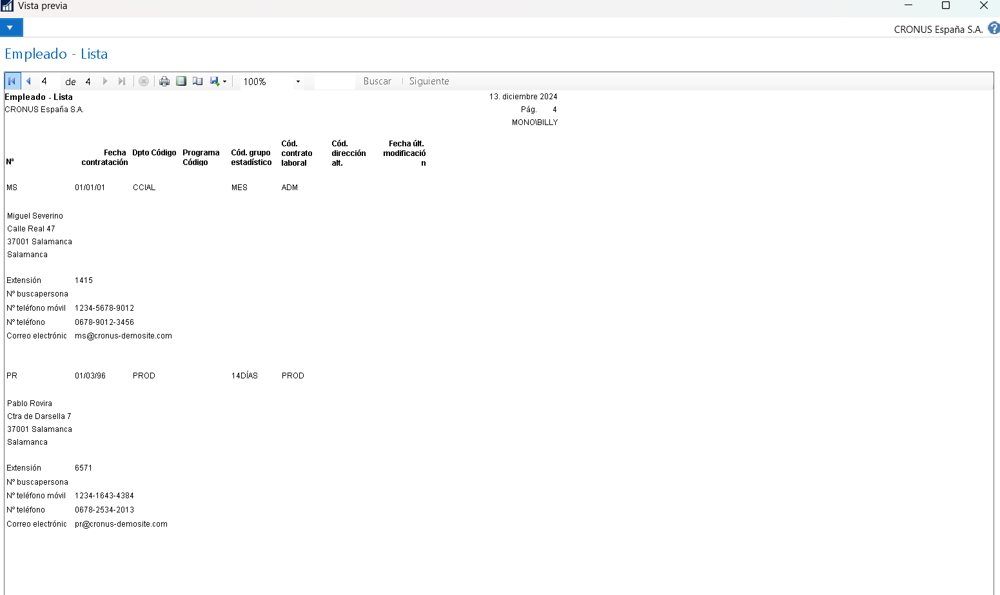 Vista previa
CRONUS España S.A.
Empleado - Lista
4 de 4 100% Buscar Siguiente
Empleado - Lista 13. diciembre 2024
CRONUS España S.A. Pág. 4
MONO\BILLY
Nº Fecha contratación Dpto Código Programa Código Cód. grupo estadístico Cód. contrato laboral Cód. dirección alt. Fecha últ. modificación
MS 01/01/01 CCIAL MES ADM
Miguel Severino
Calle Real 47
37001 Salamanca
Salamanca
Extensión 1415
Nº buscapersona
Nº teléfono móvil 1234-5678-9012
Nº teléfono 0678-9012-3456
Correo electrónic ms@cronus-demosite.com
PR 01/03/96 PROD 14DÍAS PROD
Pablo Rovira
Ctra de Darsella 7
37001 Salamanca
Salamanca
Extensión 6571
Nº buscapersona
Nº teléfono móvil 1234-1643-4384
Nº teléfono 0678-2534-2013
Correo electrónic pr@cronus-demosite.com